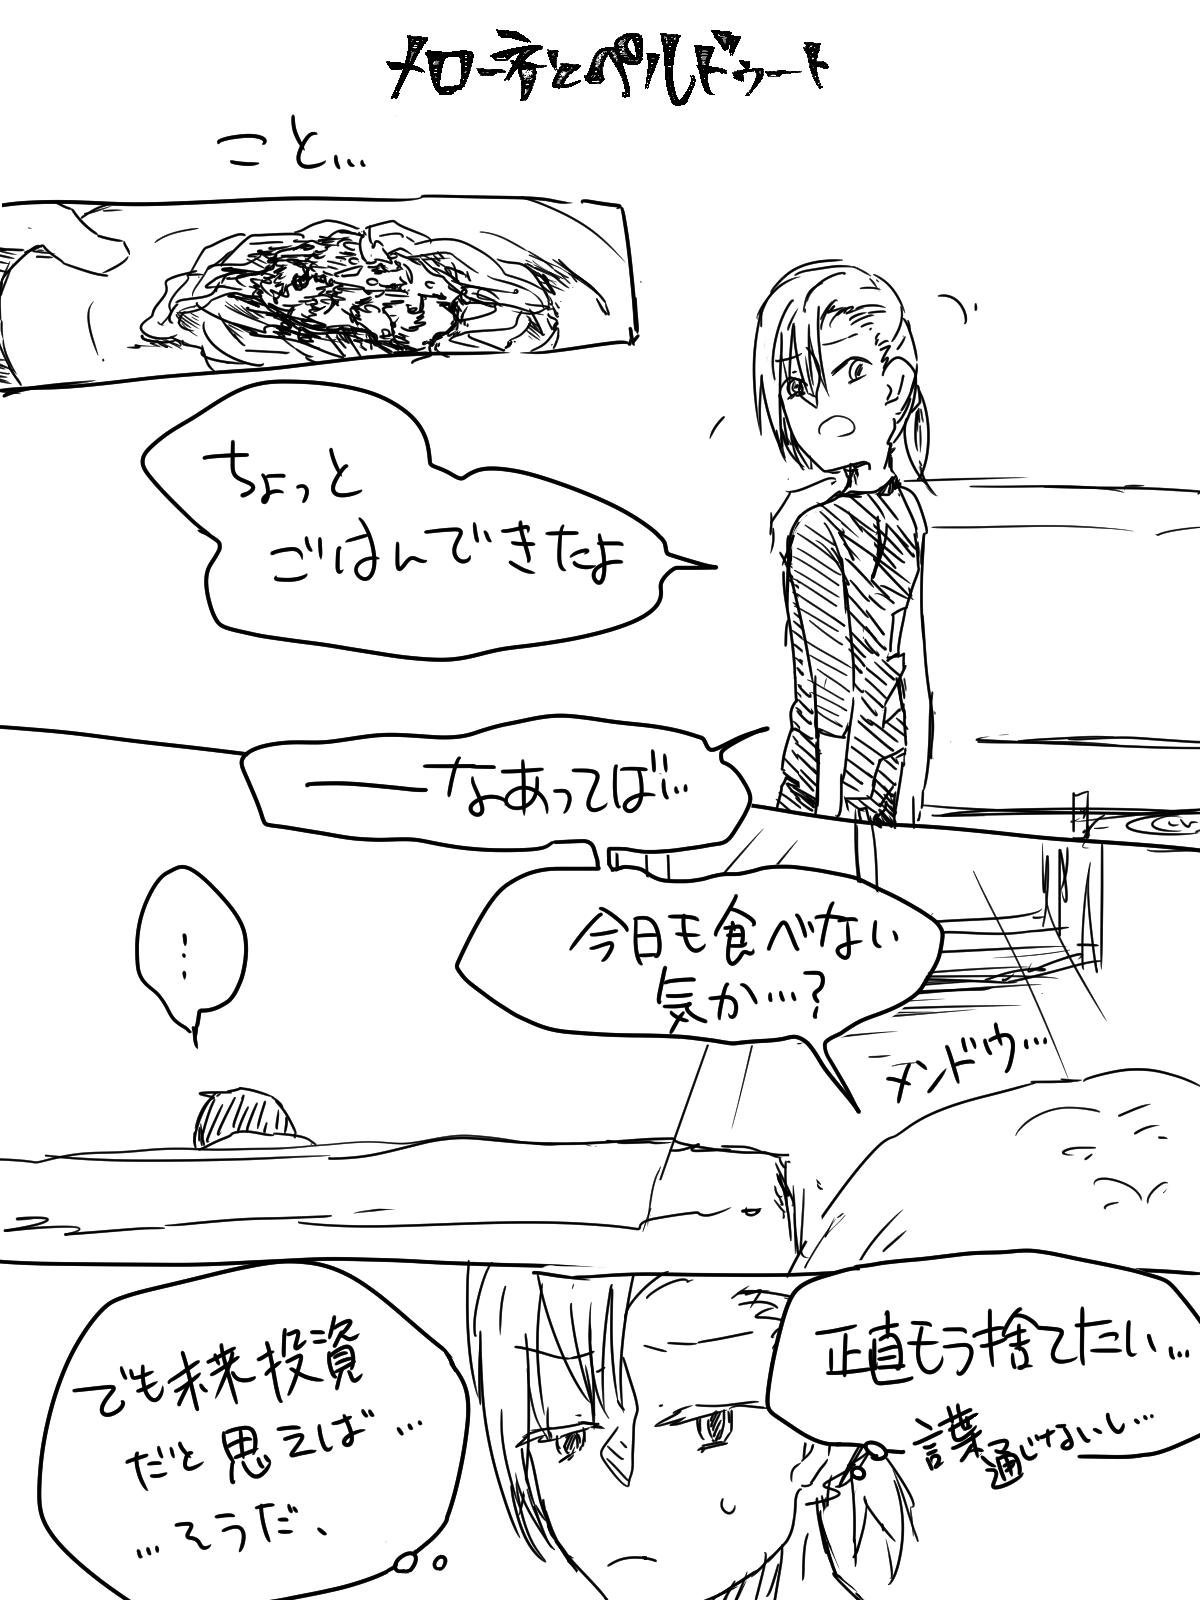 メローネとペルドゥート
こと…
ちょっと
ごはんできたよ
――なあってば…
今日も食べない
気か…？
…
メンドウ…
正直もう捨てたい…
言葉
通じないし…
でも未来投資
だと思えば…
…そうだ、